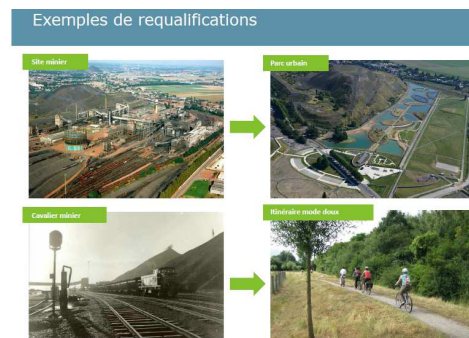 Exemples de requalifications
Site minier
Parc urbain
Cavalier minier
Itinéraire mode doux